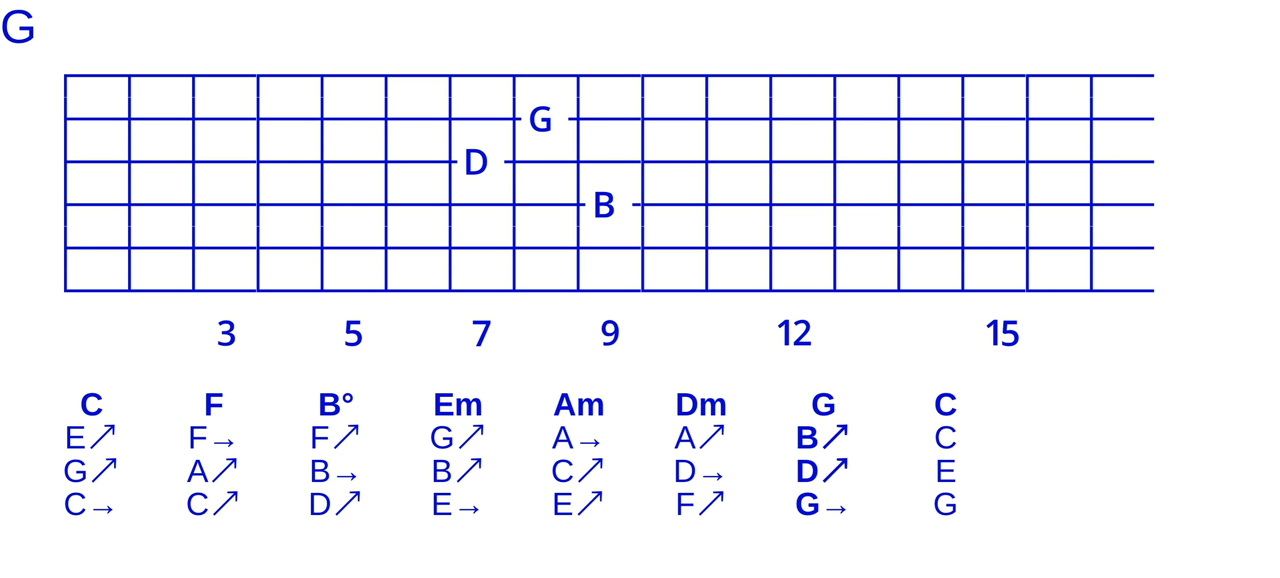 G
G
D
B
3 5 7 9 12 15
C F B° Em Am Dm G C
E↗ F→ F↗ G↗ A→ A↗ B↗ C
G↗ A↗ B→ B↗ C↗ D→ D↗ E
C→ C↗ D↗ E→ E↗ F↗ G→ G